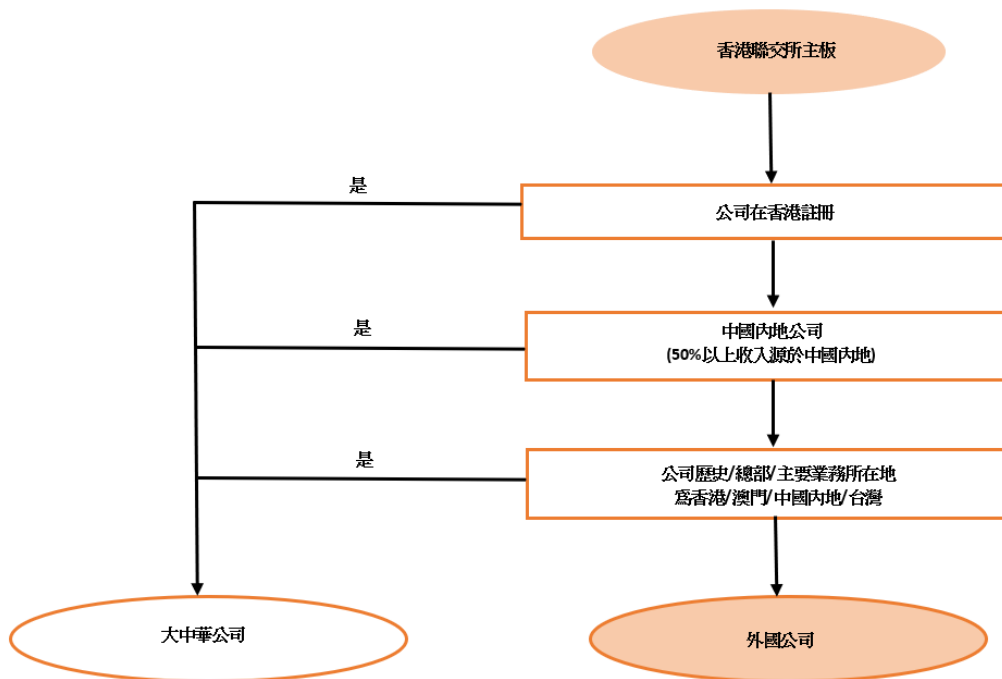 香港聯交所主板
是
公司在香港註冊
是
中國內地公司
(50%以上收入源於中國內地)
是
公司歷史/總部/主要業務所在地
爲香港/澳門/中國內地/台灣
大中華公司
外國公司